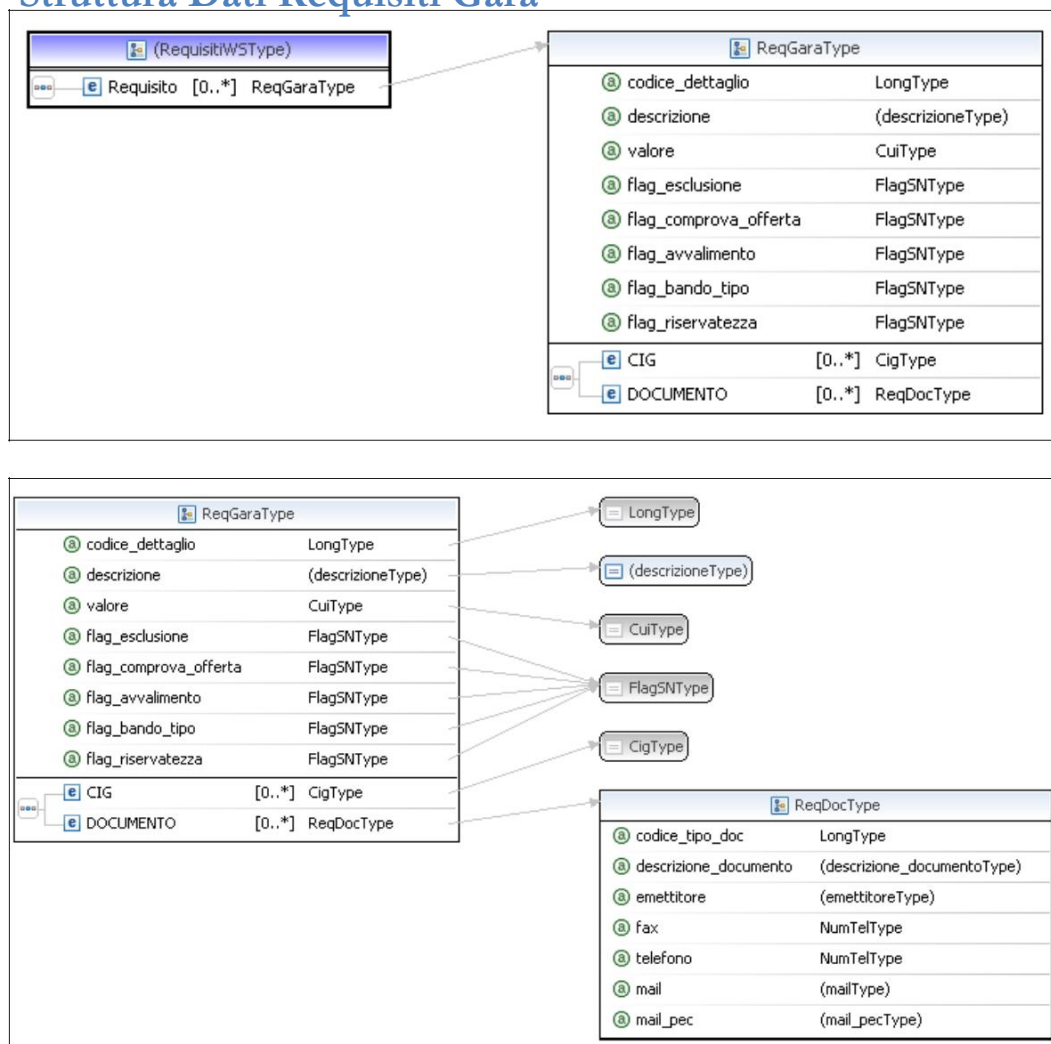 Struttura Dati Requisiti Gara
(RequisitiWSType)
e Requisito [0..*] ReqGaraType
ReqGaraType
a codice_dettaglio LongType
a descrizione (descrizioneType)
a valore CuiType
a flag_esclusione FlagSNType
a flag_comprova_offerta FlagSNType
a flag_avvalimento FlagSNType
a flag_bando_tipo FlagSNType
a flag_riservatezza FlagSNType
e CIG [0..*] CigType
e DOCUMENTO [0..*] ReqDocType
ReqGaraType
a codice_dettaglio LongType
a descrizione (descrizioneType)
a valore CuiType
a flag_esclusione FlagSNType
a flag_comprova_offerta FlagSNType
a flag_avvalimento FlagSNType
a flag_bando_tipo FlagSNType
a flag_riservatezza FlagSNType
e CIG [0..*] CigType
e DOCUMENTO [0..*] ReqDocType
LongType
(descrizioneType)
CuiType
FlagSNType
CigType
ReqDocType
a codice_tipo_doc LongType
a descrizione_documento (descrizione_documentoType)
a emettitore (emettitoreType)
a fax NumTelType
a telefono NumTelType
a mail (mailType)
a mail_pec (mail_pecType)